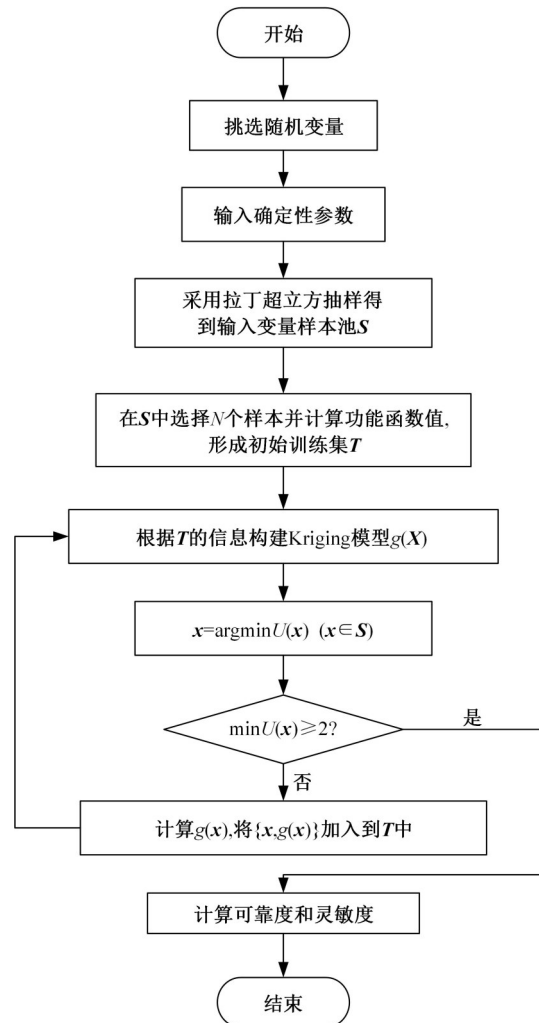 开始
挑选随机变量
输入确定性参数
采用拉丁超立方抽样得
到输入变量样本池S
在S中选择N个样本并计算功能函数值,
形成初始训练集T
根据T的信息构建Kriging模型g(X)
x=argminU(x) (x∈S)
minU(x)≥2?
是
否
计算g(x),将{x,g(x)}加入到T中
计算可靠度和灵敏度
结束